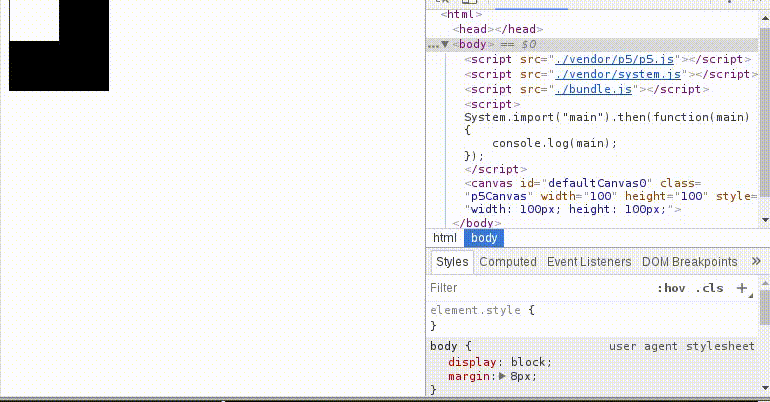 <html>
<head></head>
…▼<body> == $0
<script src="./vendor/p5/p5.js"></script>
<script src="./vendor/system.js"></script>
<script src="./bundle.js"></script>
<script>
System.import("main").then(function(main)
{
console.log(main);
});
</script>
<canvas id="defaultCanvas0" class=
"p5Canvas" width="100" height="100" style=
"width: 100px; height: 100px;">
</body>
html body
Styles Computed Event Listeners DOM Breakpoints »
Filter :hov .cls +
element.style {
}
body { user agent stylesheet
display: block;
margin:▶8px;
}